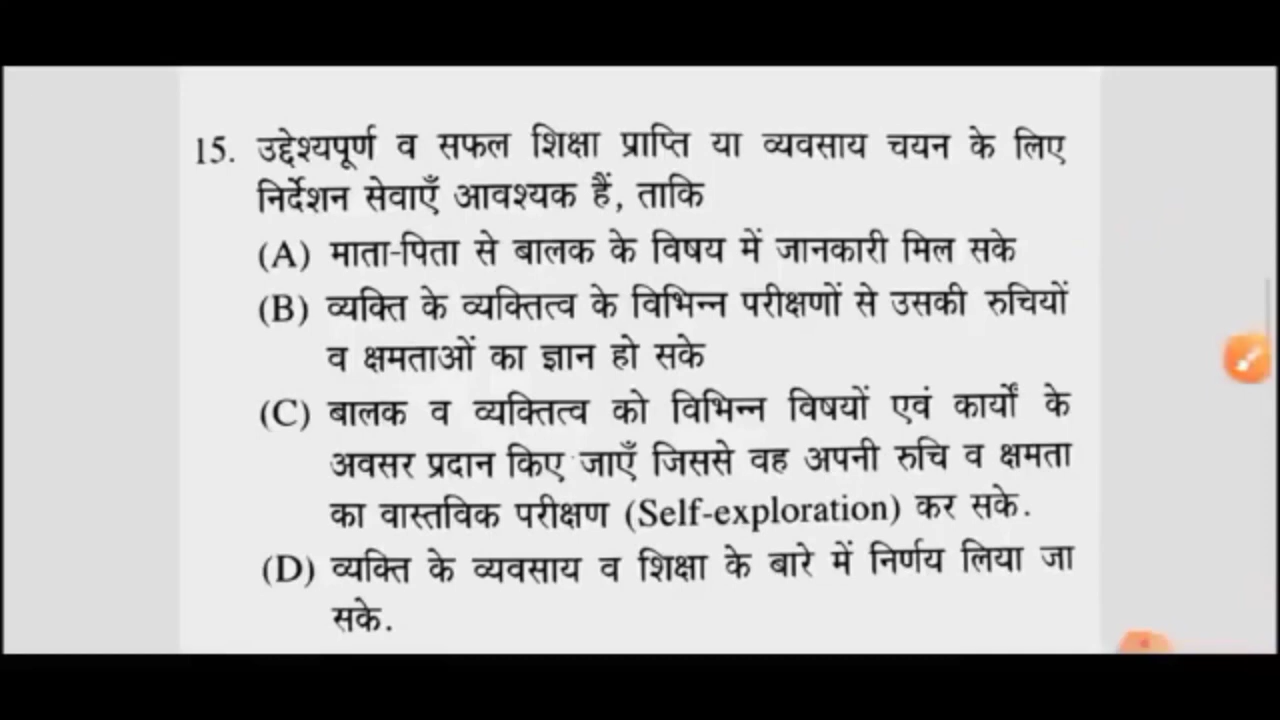 15. उद्देश्यपूर्ण व सफल शिक्षा प्राप्ति या व्यवसाय चयन के लिए
निर्देशन सेवाएँ आवश्यक हैं, ताकि
(A) माता-पिता से बालक के विषय में जानकारी मिल सके
(B) व्यक्ति के व्यक्तित्व के विभिन्न परीक्षणों से उसकी रुचियों
व क्षमताओं का ज्ञान हो सके
(C) बालक व व्यक्तित्व को विभिन्न विषयों एवं कार्यों के
अवसर प्रदान किए जाएँ जिससे वह अपनी रुचि व क्षमता
का वास्तविक परीक्षण (Self-exploration) कर सके.
(D) व्यक्ति के व्यवसाय व शिक्षा के बारे में निर्णय लिया जा
सके.